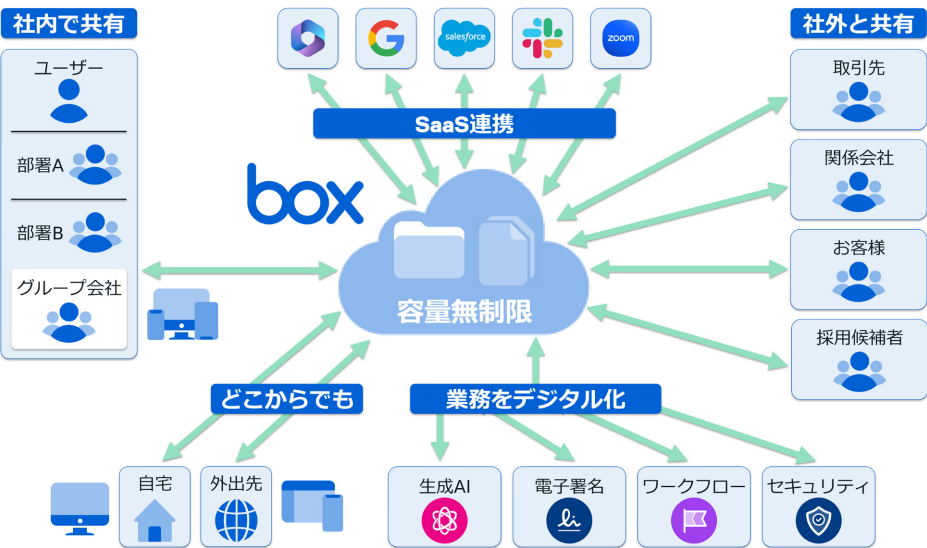 社内で共有
ユーザー
部署A
部署B
グループ会社
salesforce
zoom
SaaS連携
box
容量無制限
社外と共有
取引先
関係会社
お客様
採用候補者
どこからでも
自宅
外出先
業務をデジタル化
生成AI
電子署名
ワークフロー
セキュリティ